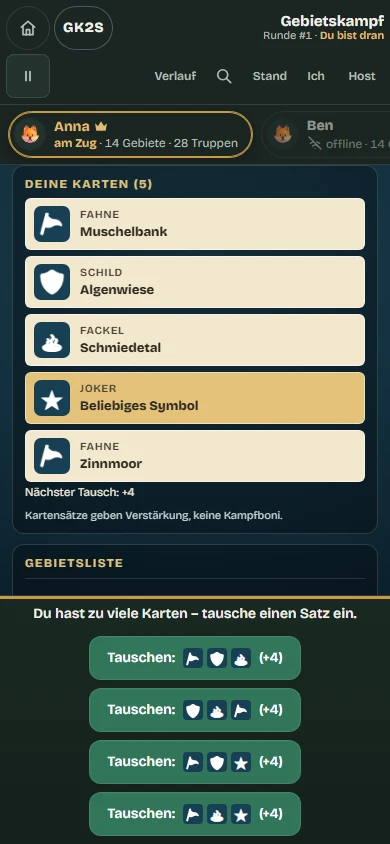 GK2S
Gebietskampf
Runde #1 · Du bist dran
Verlauf
Stand
Ich
Host
Anna
am Zug · 14 Gebiete · 28 Truppen
Ben
offline · 14
DEINE KARTEN (5)
FAHNE
Muschelbank
SCHILD
Algenwiese
FACKEL
Schmiedetal
JOKER
Beliebiges Symbol
FAHNE
Zinnmoor
Nächster Tausch: +4
Kartensätze geben Verstärkung, keine Kampfboni.
GEBIETSLISTE
Du hast zu viele Karten – tausche einen Satz ein.
Tauschen: (+4)
Tauschen: (+4)
Tauschen: (+4)
Tauschen: (+4)